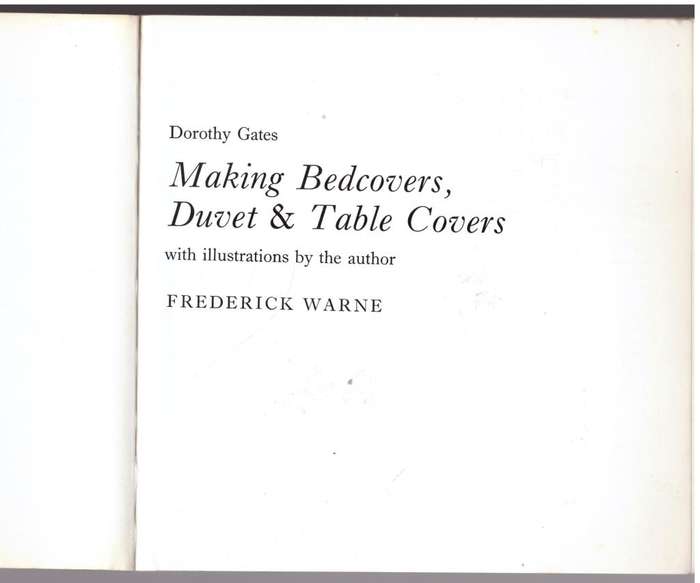 Dorothy Gates
Making Bedcovers,
Duvet & Table Covers
with illustrations by the author
FREDERICK WARNE